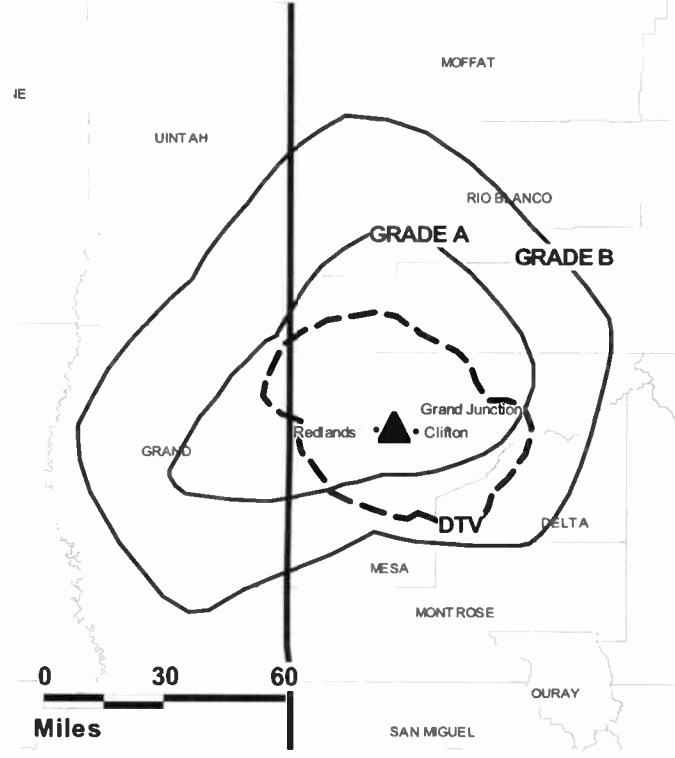 MOFFAT
NE
UINTAH
RIO BLANCO
GRADE A
GRADE B
Grand Junction
Redlands
Clifton
GRAND
DTV
DELTA
MESA
MONTROSE
0 30 60
Miles
OURAY
SAN MIGUEL